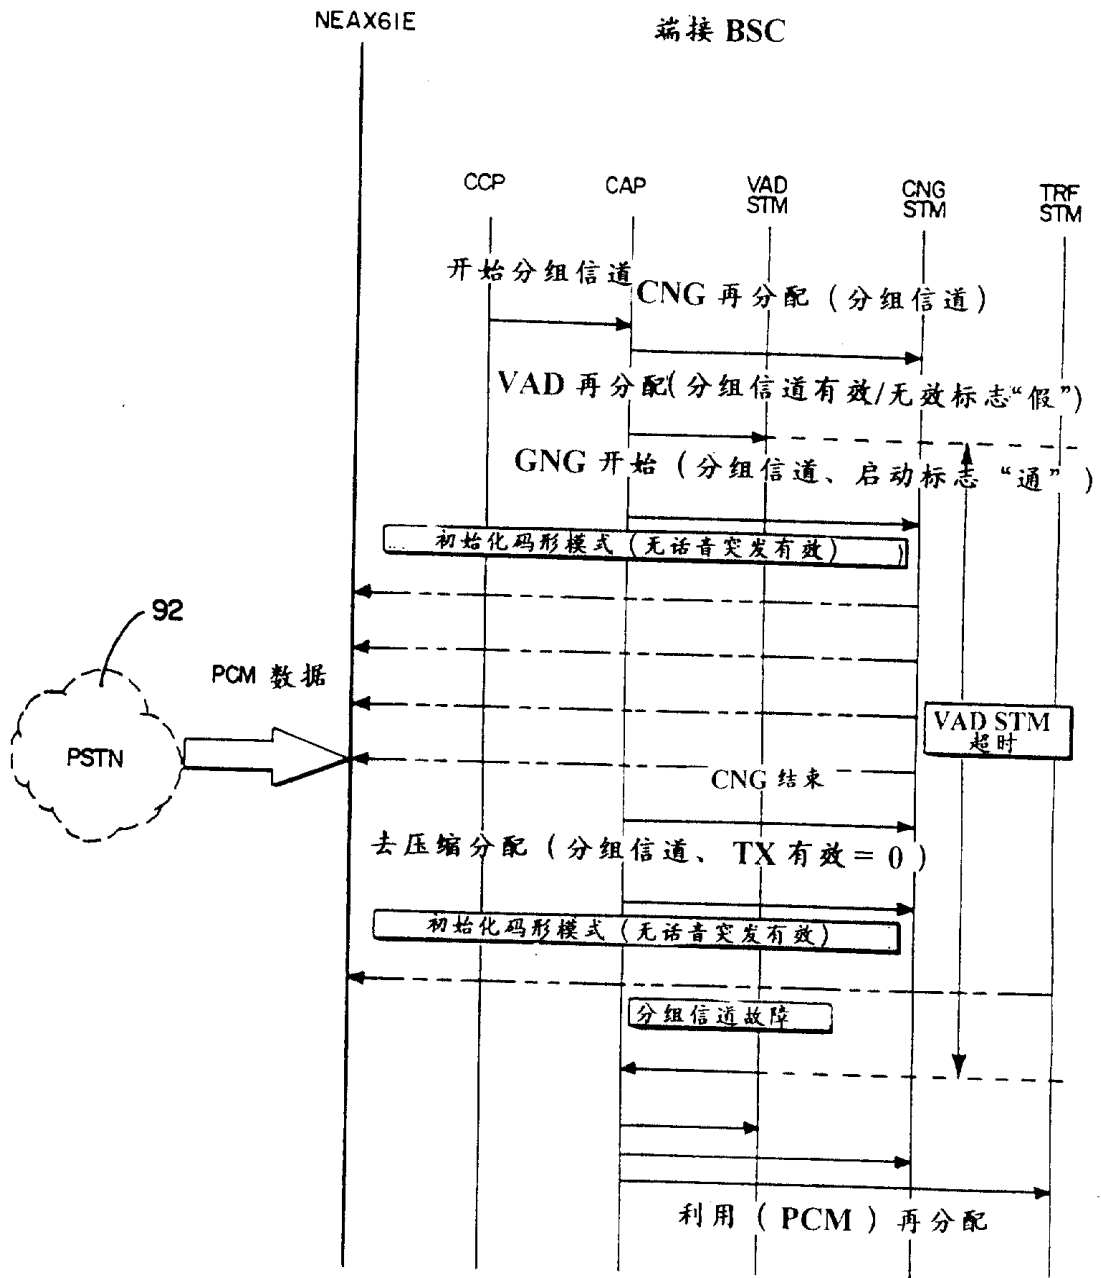 NEAX61E
端接 BSC
CCP
CAP
VAD
STM
CNG
STM
TRF
STM
开始分组信道
CNG 再分配（分组信道）
VAD 再分配（分组信道有效/无效标志“假”）
GNG 开始（分组信道、启动标志“通”）
初始化码形模式（无话音突发有效）
92
PCM 数据
PSTN
VAD STM
超时
CNG 结束
去压缩分配（分组信道、TX 有效 = 0）
初始化码形模式（无话音突发有效）
分组信道故障
利用（PCM）再分配